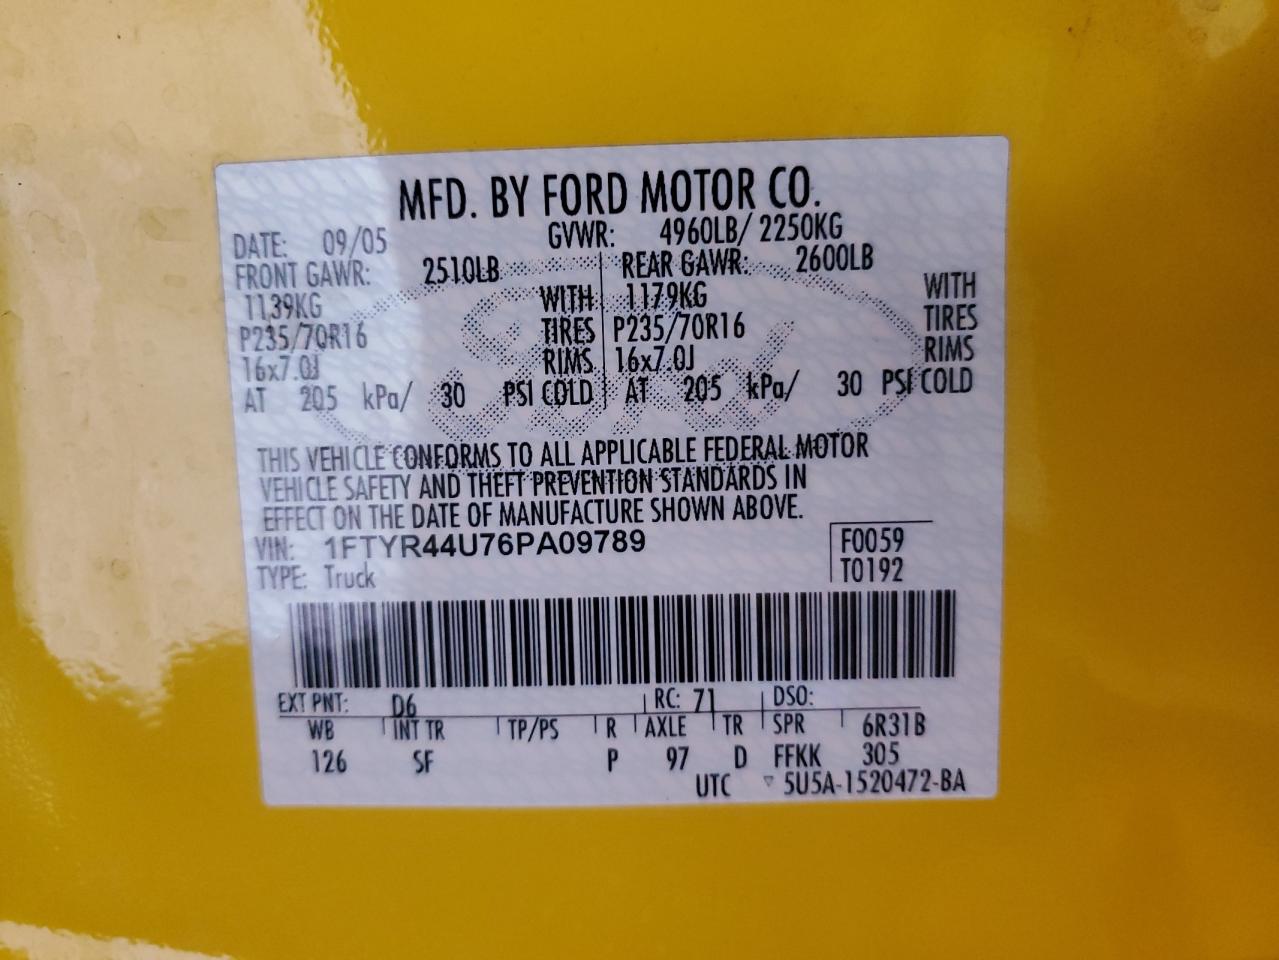 MFD. BY FORD MOTOR CO.
DATE: 09/05 GVWR: 4960LB/ 2250KG
FRONT GAWR: 2510LB REAR GAWR: 2600LB
1139KG WITH 1179KG WITH
P235/70R16 TIRES P235/70R16 TIRES
16x7.0J RIMS 16x7.0J RIMS
AT 205 kPa/ 30 PSI COLD AT 205 kPa/ 30 PSI COLD
THIS VEHICLE CONFORMS TO ALL APPLICABLE FEDERAL MOTOR
VEHICLE SAFETY AND THEFT PREVENTION STANDARDS IN
EFFECT ON THE DATE OF MANUFACTURE SHOWN ABOVE.
VIN: 1FTYR44U76PA09789 F0059
TYPE: Truck T0192
EXT PNT: D6 RC: 71 DSO:
WB INT TR TP/PS R AXLE TR SPR 6R31B
126 SF P 97 D FFKK 305
UTC ▽ 5U5A-1520472-BA
Ford